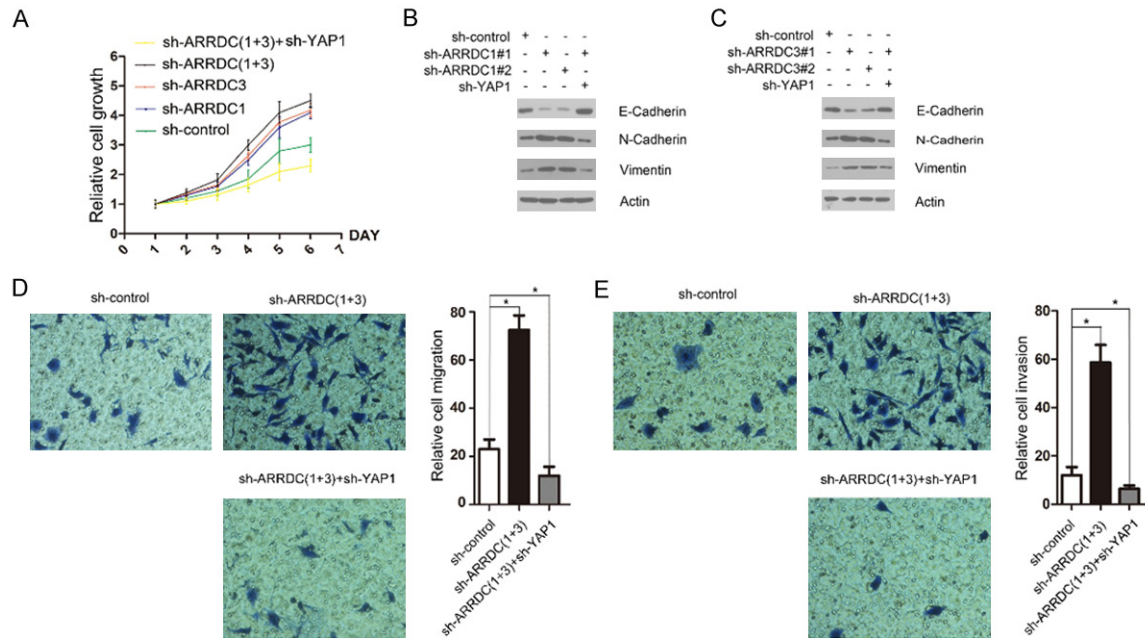 A
sh-ARRDC(1+3)+sh-YAP1
sh-ARRDC(1+3)
sh-ARRDC3
sh-ARRDC1
sh-control
Reliative cell growth
6
5
4
3
2
1
0
0 1 2 3 4 5 6 7
DAY
B
sh-control + - - -
sh-ARRDC1#1 - + - +
sh-ARRDC1#2 - - + -
sh-YAP1 - - - +
E-Cadherin
N-Cadherin
Vimentin
Actin
C
sh-control + - - -
sh-ARRDC3#1 - + - +
sh-ARRDC3#2 - - + -
sh-YAP1 - - - +
E-Cadherin
N-Cadherin
Vimentin
Actin
D
sh-control
sh-ARRDC(1+3)
sh-ARRDC(1+3)+sh-YAP1
Relative cell migration
80
60
40
20
0
*
*
sh-control
sh-ARRDC(1+3)
sh-ARRDC(1+3)+sh-YAP1
E
sh-control
sh-ARRDC(1+3)
sh-ARRDC(1+3)+sh-YAP1
Relative cell invasion
80
60
40
20
0
*
*
sh-control
sh-ARRDC(1+3)
sh-ARRDC(1+3)+sh-YAP1